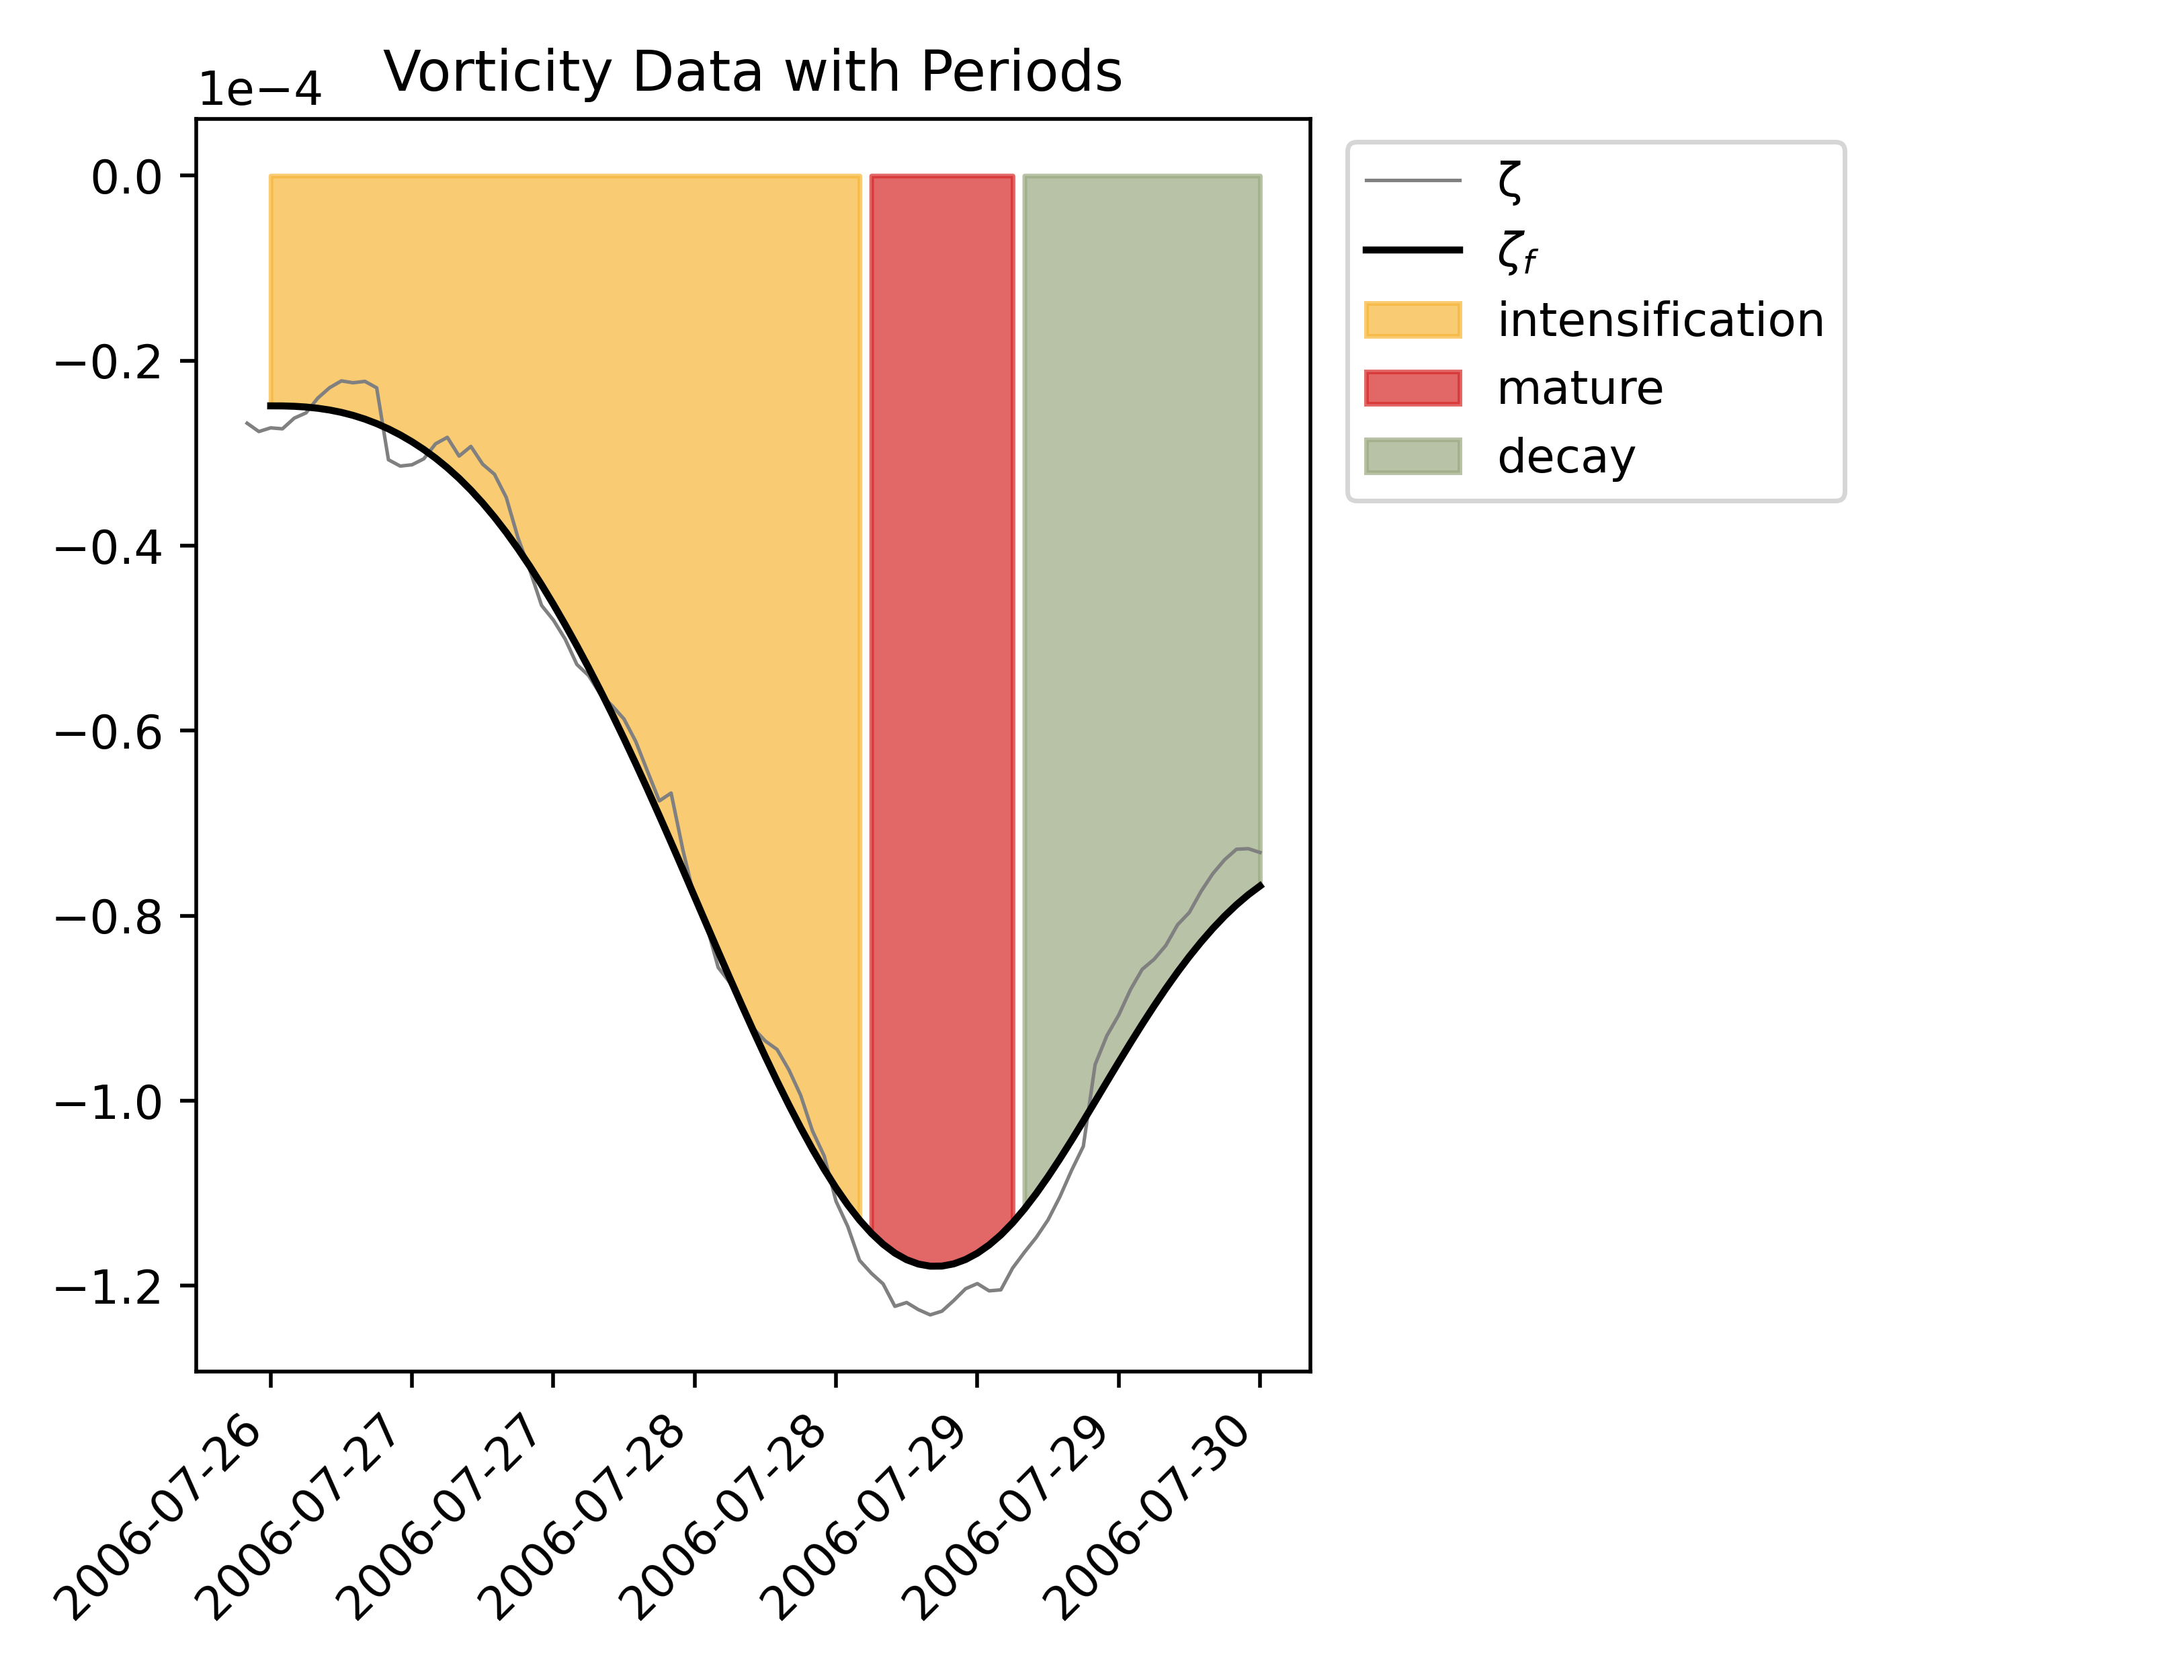 Vorticity Data with Periods
1e−4
0.0
−0.2
−0.4
−0.6
−0.8
−1.0
−1.2
2006-07-26
2006-07-27
2006-07-27
2006-07-28
2006-07-28
2006-07-29
2006-07-29
2006-07-30
ζ
ζf
intensification
mature
decay